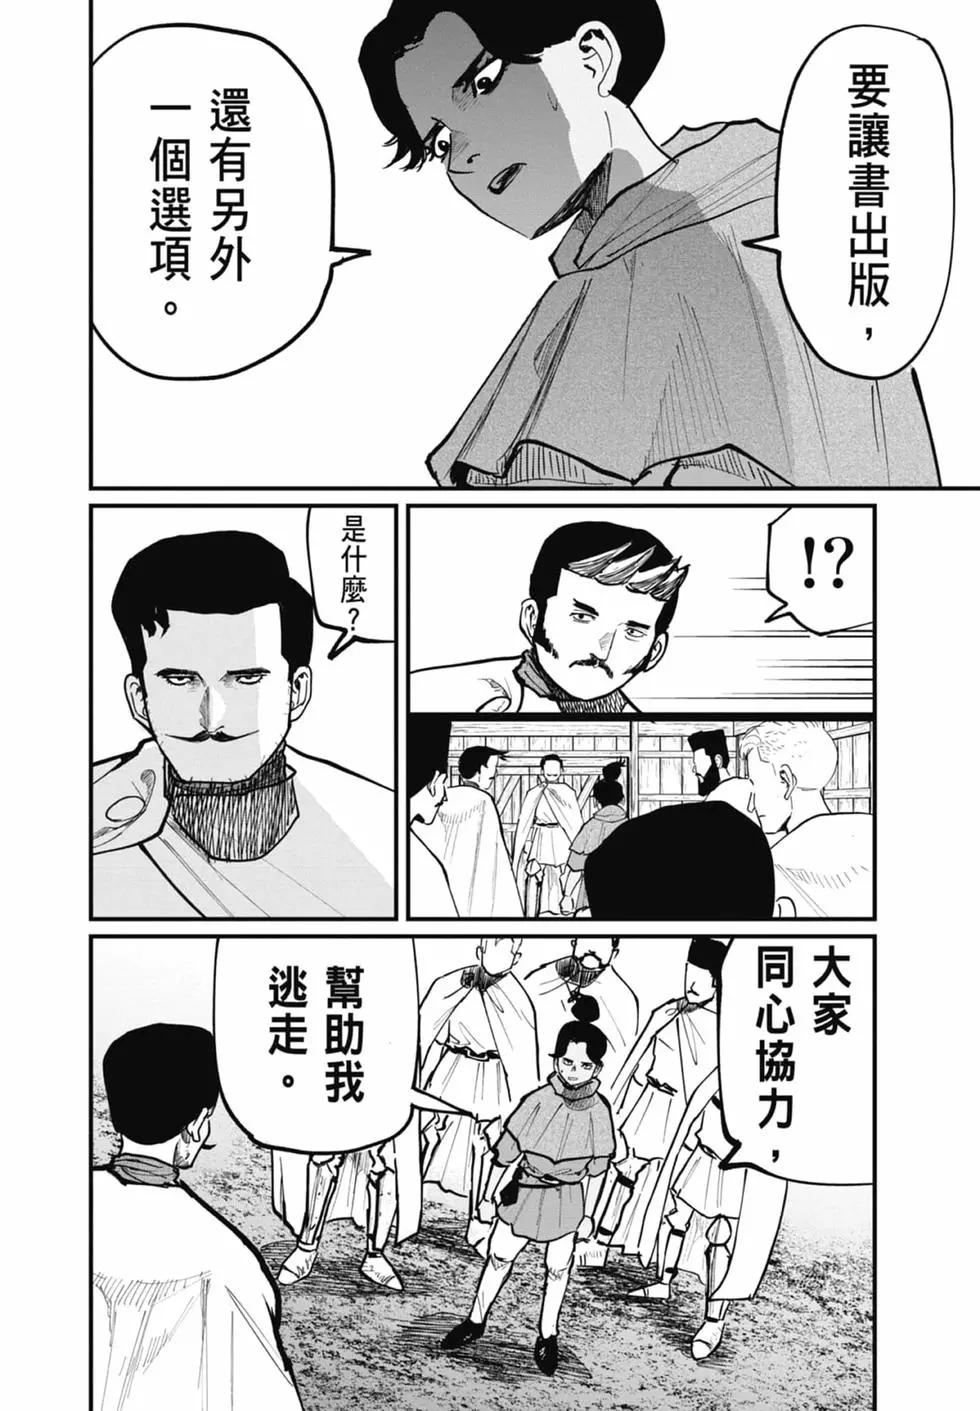 要讓書出版，
還有另外
一個選項。
!?
是什麼？
大家
同心協力，
幫助我
逃走。